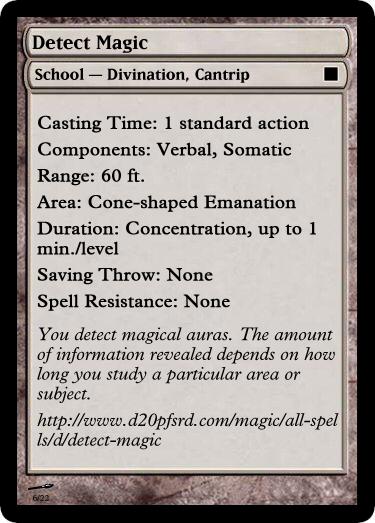 Detect Magic
School — Divination, Cantrip
Casting Time: 1 standard action
Components: Verbal, Somatic
Range: 60 ft.
Area: Cone-shaped Emanation
Duration: Concentration, up to 1
min./level
Saving Throw: None
Spell Resistance: None
You detect magical auras. The amount
of information revealed depends on how
long you study a particular area or
subject.
http://www.d20pfsrd.com/magic/all-spel
ls/d/detect-magic
6/22